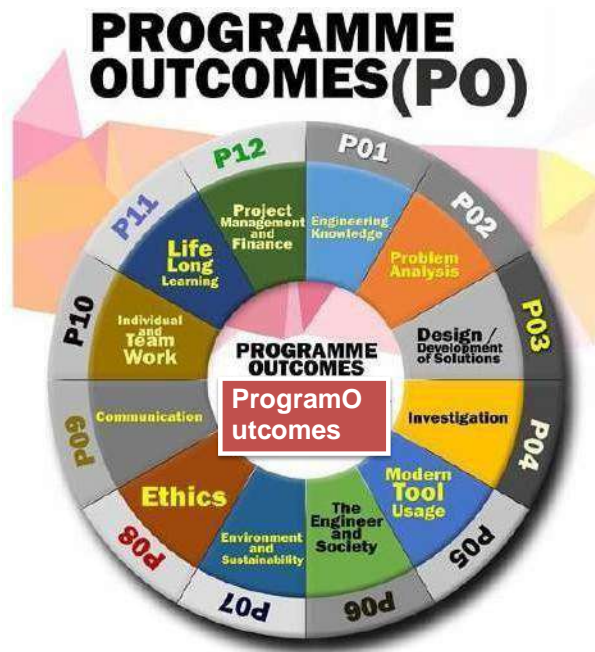 PROGRAMME
OUTCOMES(PO)
P01
Engineering
Knowledge
P02
Problem
Analysis
P03
Design /
Development
of Solutions
P04
Investigation
P05
Modern
Tool
Usage
P06
The
Engineer
and
Society
P07
Environment
and
Sustainability
P08
Ethics
P09
Communication
P10
Individual
and
Team
Work
P11
Life
Long
Learning
P12
Project
Management
and
Finance
PROGRAMME
OUTCOMES
ProgramO
utcomes